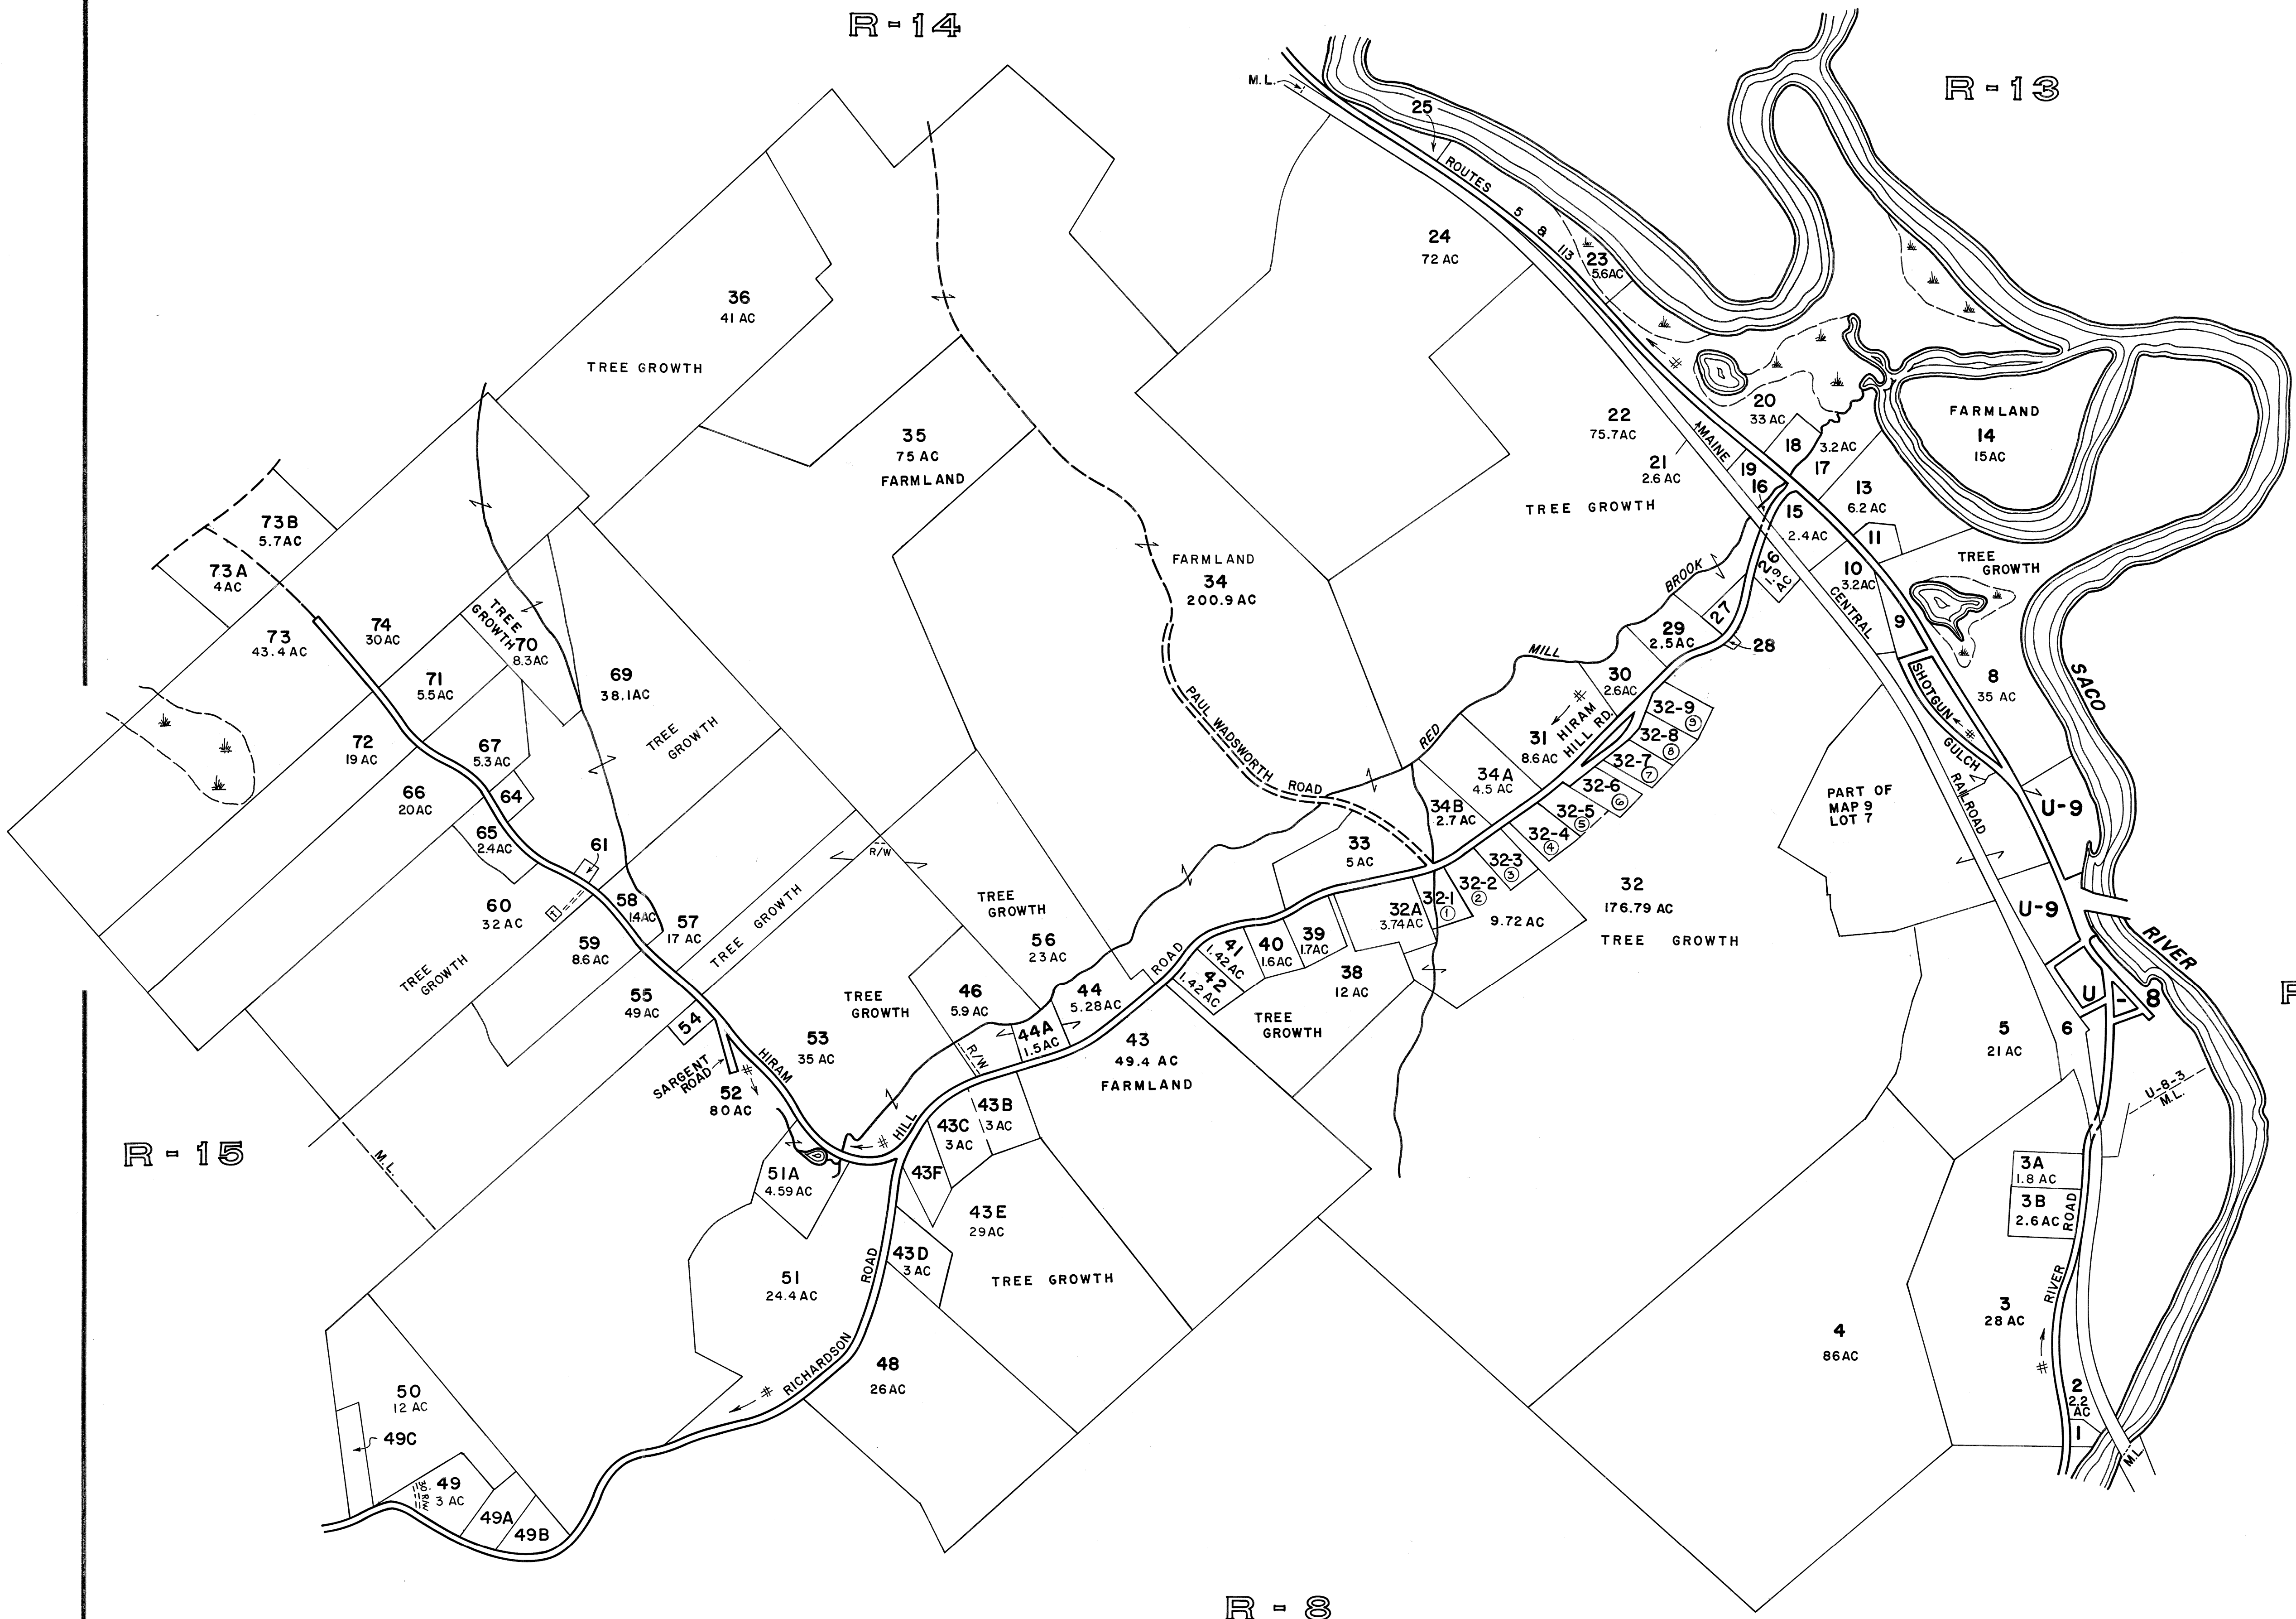 R-14
R-13
M.L.
25
ROUTES 5 & 113
24
72 AC
23
5.6AC
36
41 AC
TREE GROWTH
35
75 AC
FARMLAND
22
75.7AC
21
2.6 AC
TREE GROWTH
20
33 AC
18
3.2AC
17
19
16
FARMLAND
14
15AC
13
6.2 AC
15
2.4 AC
11
TREE
GROWTH
10
3.2AC
9
8
35 AC
MAINE
CENTRAL
RAILROAD
SHOTGUN
GULCH
SACO
RIVER
U-9
U-9
U - 8
73B
5.7AC
73A
4AC
73
43.4 AC
74
30AC
71
5.5AC
TREE
GROWTH
70
8.3AC
69
38.1AC
TREE
GROWTH
72
19 AC
67
5.3 AC
66
20AC
64
65
2.4AC
61
60
32 AC
58
1.4AC
57
17 AC
59
8.6AC
TREE
GROWTH
TREE GROWTH
R/W
55
49 AC
54
SARGENT
ROAD
52
80 AC
HIRAM
HILL
ROAD
53
35 AC
TREE
GROWTH
TREE
GROWTH
56
23 AC
46
5.9 AC
44
5.28AC
44A
1.5AC
R/W
FARMLAND
34
200.9 AC
PAUL WADSWORTH ROAD
RED
MILL
BROOK
26
1.9 AC
27
28
29
2.5AC
30
2.6AC
31
8.6 AC
HIRAM
HILL RD.
32-9
9
32-8
8
32-7
7
32-6
6
32-5
5
32-4
4
32-3
3
32-2
2
9.72 AC
32-1
1
34A
4.5 AC
34B
2.7 AC
33
5 AC
32A
3.74AC
32
176.79 AC
TREE GROWTH
39
1.7AC
40
1.6AC
41
1.42AC
42
1.42AC
38
12 AC
TREE
GROWTH
43
49.4 AC
FARMLAND
43B
3 AC
43C
3 AC
43F
43E
29AC
43D
3 AC
TREE GROWTH
51A
4.59AC
51
24.4 AC
RICHARDSON
ROAD
48
26AC
50
12 AC
49C
49
3 AC
30' R/W
49A
49B
R-15
M.L.
PART OF
MAP 9
LOT 7
6
5
21 AC
U-8-3
M.L.
3A
1.8 AC
3B
2.6AC
RIVER
ROAD
3
28 AC
4
86AC
2
2.2
AC
1
M.L.
R-8